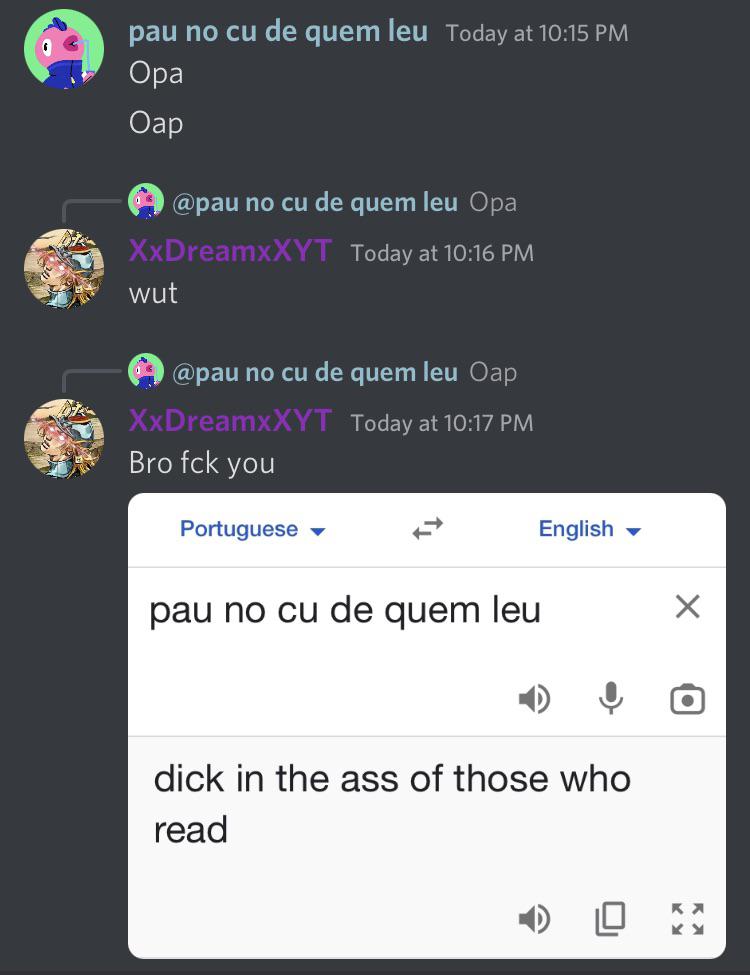 pau no cu de quem leu Today at 10:15 PM
Opa
Oap
@pau no cu de quem leu Opa
XxDreamxXYT Today at 10:16 PM
wut
@pau no cu de quem leu Oap
XxDreamxXYT Today at 10:17 PM
Bro fck you
Portuguese English
pau no cu de quem leu
dick in the ass of those who
read